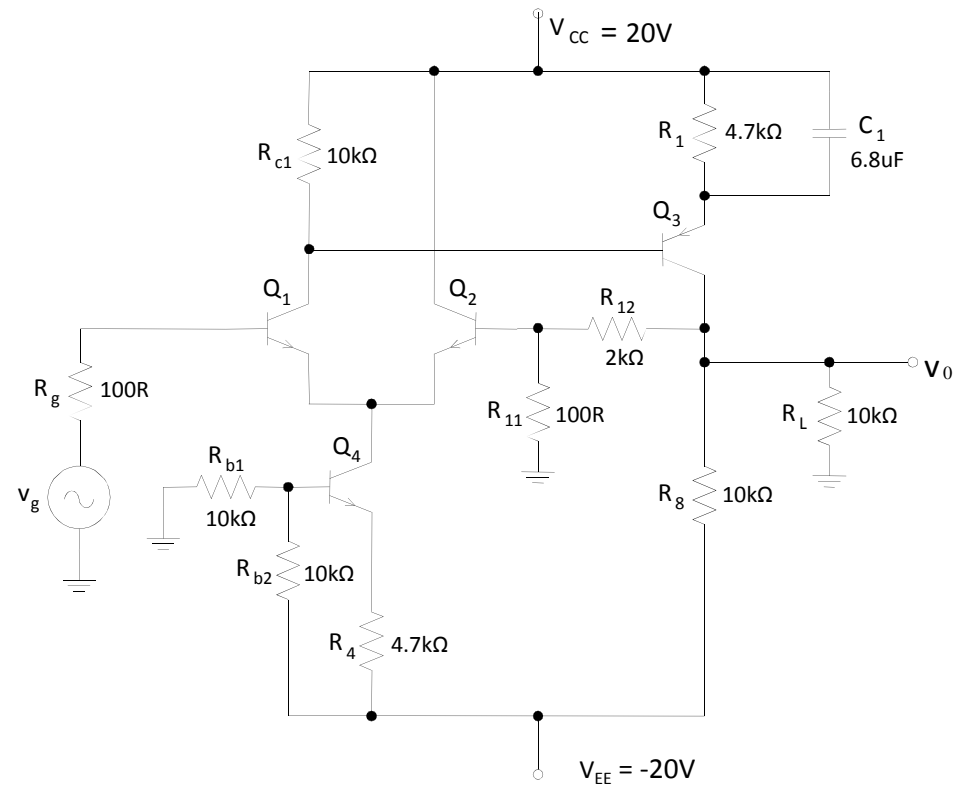 V CC = 20V
R c1 10kΩ
R 1 4.7kΩ
C 1
6.8uF
Q 3
Q 1
Q 2
R 12
2kΩ
R g 100R
R 11 100R
R L 10kΩ
v 0
Q 4
R b1
10kΩ
v g
R 8 10kΩ
R b2 10kΩ
R 4 4.7kΩ
V EE = -20V